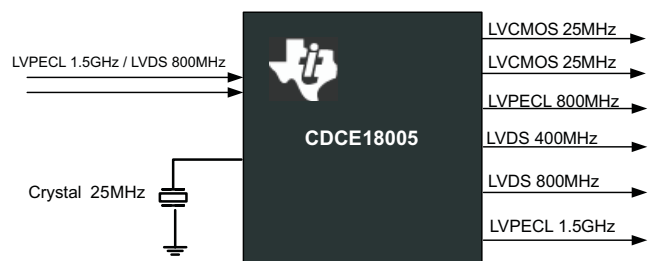 LVPECL 1.5GHz / LVDS 800MHz
Crystal 25MHz
ti
CDCE18005
LVCMOS 25MHz
LVCMOS 25MHz
LVPECL 800MHz
LVDS 400MHz
LVDS 800MHz
LVPECL 1.5GHz